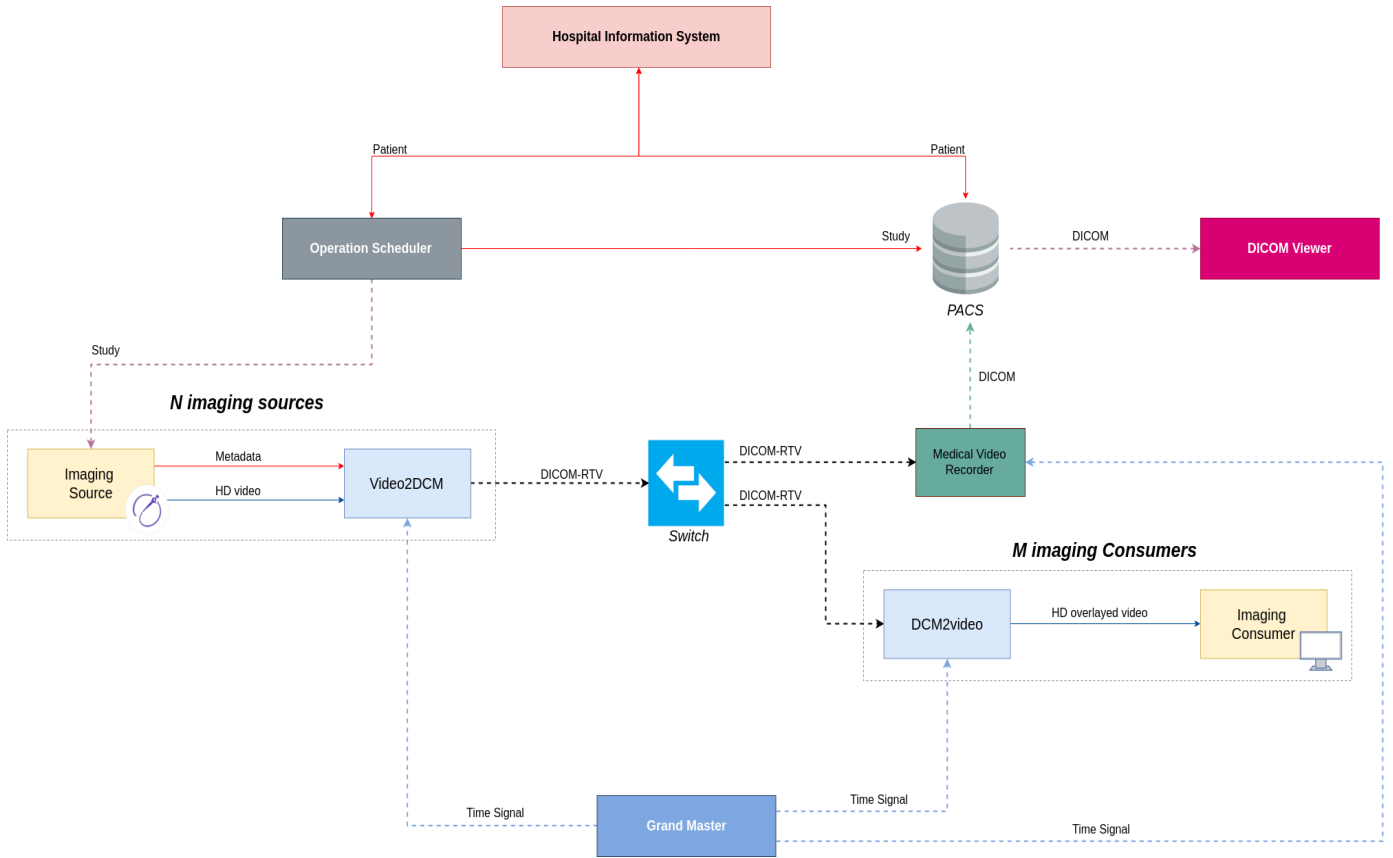 Hospital Information System
Patient
Patient
Operation Scheduler
Study
DICOM
DICOM Viewer
PACS
Study
DICOM
N imaging sources
Imaging
Source
Metadata
HD video
Video2DCM
DICOM-RTV
Switch
DICOM-RTV
DICOM-RTV
Medical Video
Recorder
M imaging Consumers
DCM2video
HD overlayed video
Imaging
Consumer
Time Signal
Grand Master
Time Signal
Time Signal